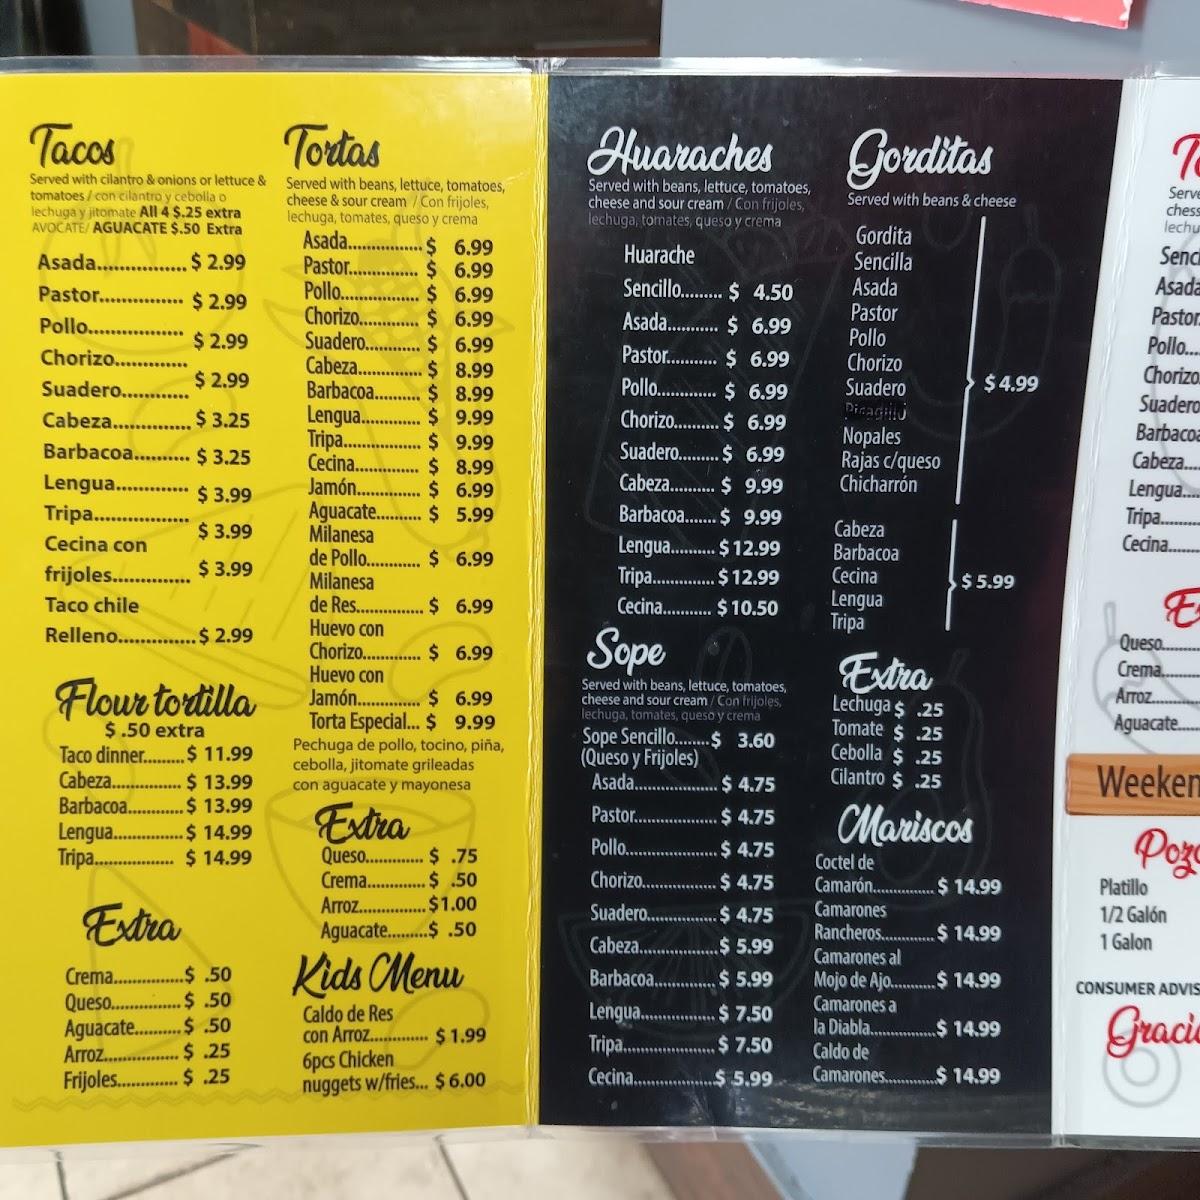 Tacos
Served with cilantro & onions or lettuce &
tomatoes / con cilantro y cebolla o
lechuga y jitomate All 4 $.25 extra
AVOCATE/ AGUACATE $.50 Extra
Asada................ $ 2.99
Pastor............... $ 2.99
Pollo................. $ 2.99
Chorizo............. $ 2.99
Suadero............ $ 3.25
Cabeza.............. $ 3.25
Barbacoa.......... $ 3.99
Lengua............. $ 3.99
Tripa................. $ 3.99
Cecina con
frijoles..............
Taco chile
Relleno.............. $ 2.99
Flour tortilla
$ .50 extra
Taco dinner........ $ 11.99
Cabeza.............. $ 13.99
Barbacoa........... $ 13.99
Lengua.............. $ 14.99
Tripa................. $ 14.99
Extra
Crema............... $ .50
Queso............... $ .50
Aguacate.......... $ .50
Arroz................ $ .25
Frijoles............. $ .25
Tortas
Served with beans, lettuce, tomatoes,
cheese & sour cream / Con frijoles,
lechuga, tomates, queso y crema
Asada................ $ 6.99
Pastor............... $ 6.99
Pollo................. $ 6.99
Chorizo............. $ 6.99
Suadero............ $ 6.99
Cabeza.............. $ 8.99
Barbacoa.......... $ 8.99
Lengua............. $ 9.99
Tripa................. $ 9.99
Cecina.............. $ 8.99
Jamón............... $ 6.99
Aguacate.......... $ 5.99
Milanesa
de Pollo............ $ 6.99
Milanesa
de Res.............. $ 6.99
Huevo con
Chorizo............. $ 6.99
Huevo con
Jamón............... $ 6.99
Torta Especial... $ 9.99
Pechuga de pollo, tocino, piña,
cebolla, jitomate grileadas
con aguacate y mayonesa
Extra
Queso.............. $ .75
Crema.............. $ .50
Arroz................ $1.00
Aguacate......... $ .50
Kids Menu
Caldo de Res
con Arroz.............. $ 1.99
6pcs Chicken
nuggets w/fries... $ 6.00
Huaraches
Served with beans, lettuce, tomatoes,
cheese and sour cream / Con frijoles,
lechuga, tomates, queso y crema
Huarache
Sencillo......... $ 4.50
Asada............ $ 6.99
Pastor........... $ 6.99
Pollo.............. $ 6.99
Chorizo.......... $ 6.99
Suadero......... $ 6.99
Cabeza.......... $ 9.99
Barbacoa....... $ 9.99
Lengua.......... $ 12.99
Tripa.............. $ 12.99
Cecina........... $ 10.50
Sope
Served with beans, lettuce, tomatoes,
cheese and sour cream / Con frijoles,
lechuga, tomates, queso y crema
Sope Sencillo........ $ 3.60
(Queso y Frijoles)
Asada................. $ 4.75
Pastor................ $ 4.75
Pollo.................. $ 4.75
Chorizo.............. $ 4.75
Suadero............. $ 4.75
Cabeza............... $ 5.99
Barbacoa............ $ 5.99
Lengua............... $ 7.50
Tripa................... $ 7.50
Cecina................ $ 5.99
Gorditas
Served with beans & cheese
Gordita
Sencilla
Asada
Pastor
Pollo
Chorizo
Suadero
Picadillo
Nopales
Rajas c/queso
Chicharrón
$ 4.99
Cabeza
Barbacoa
Cecina
Lengua
Tripa
$ 5.99
Extra
Lechuga $ .25
Tomate $ .25
Cebolla $ .25
Cilantro $ .25
Mariscos
Coctel de
Camarón.............. $ 14.99
Camarones
Rancheros........... $ 14.99
Camarones al
Mojo de Ajo.......... $ 14.99
Camarones a
la Diabla.............. $ 14.99
Caldo de
Camarones........... $ 14.99
To
Serve
chees
lechu
Senci
Asada
Pastor
Pollo....
Chorizo
Suadero
Barbacoa
Cabeza....
Lengua....
Tripa........
Cecina.....
Ex
Queso......
Crema......
Arroz.......
Aguacate...
Weeken
Pozo
Platillo
1/2 Galón
1 Galon
CONSUMER ADVIS
Gracia